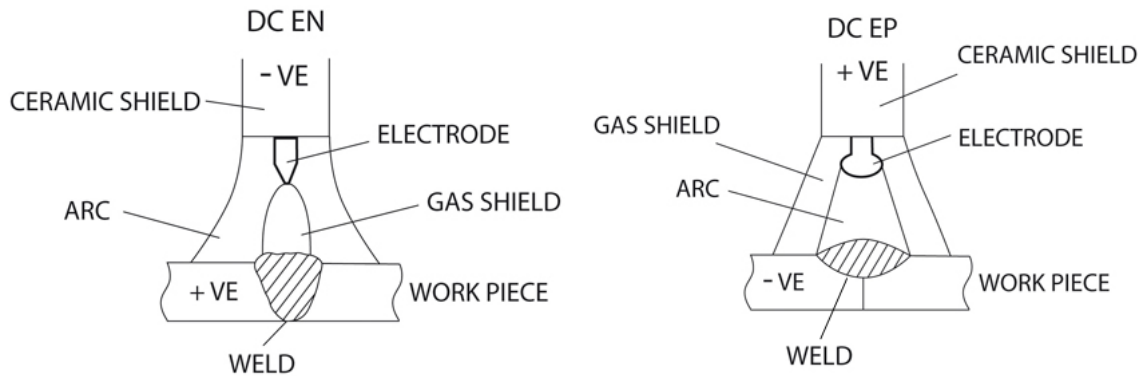 DC EN
- VE
CERAMIC SHIELD
ELECTRODE
GAS SHIELD
ARC
+ VE
WORK PIECE
WELD
DC EP
+ VE
CERAMIC SHIELD
GAS SHIELD
ELECTRODE
ARC
- VE
WORK PIECE
WELD